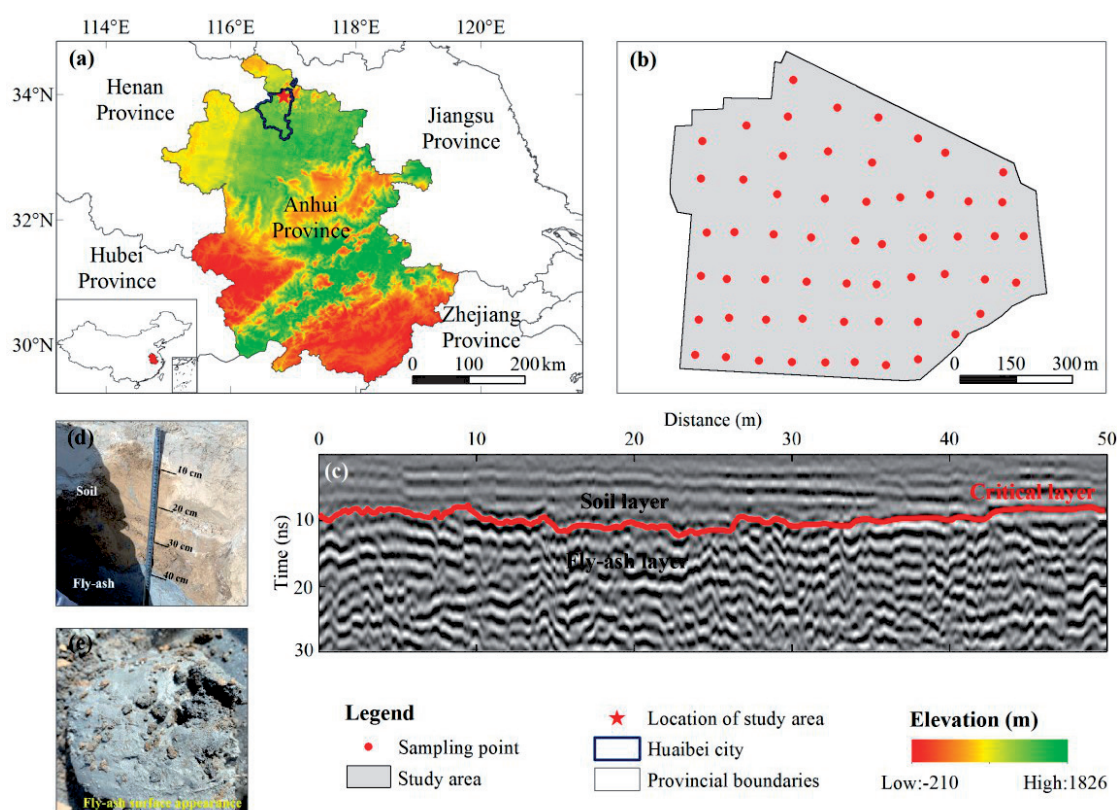 114°E 116°E 118°E 120°E
(a)
34°N
32°N
30°N
Henan
Province
Jiangsu
Province
Anhui
Province
Hubei
Province
Zhejiang
Province
0 100 200 km
(b)
0 150 300 m
(d)
Soil
10 cm
20 cm
30 cm
40 cm
Fly-ash
Distance (m)
0 10 20 30 40 50
(c)
Soil layer
Critical layer
Fly-ash layer
Time (ns)
10
20
30
(e)
Fly-ash surface appearance
Legend
Sampling point
Study area
Location of study area
Huaibei city
Provincial boundaries
Elevation (m)
Low:-210 High:1826